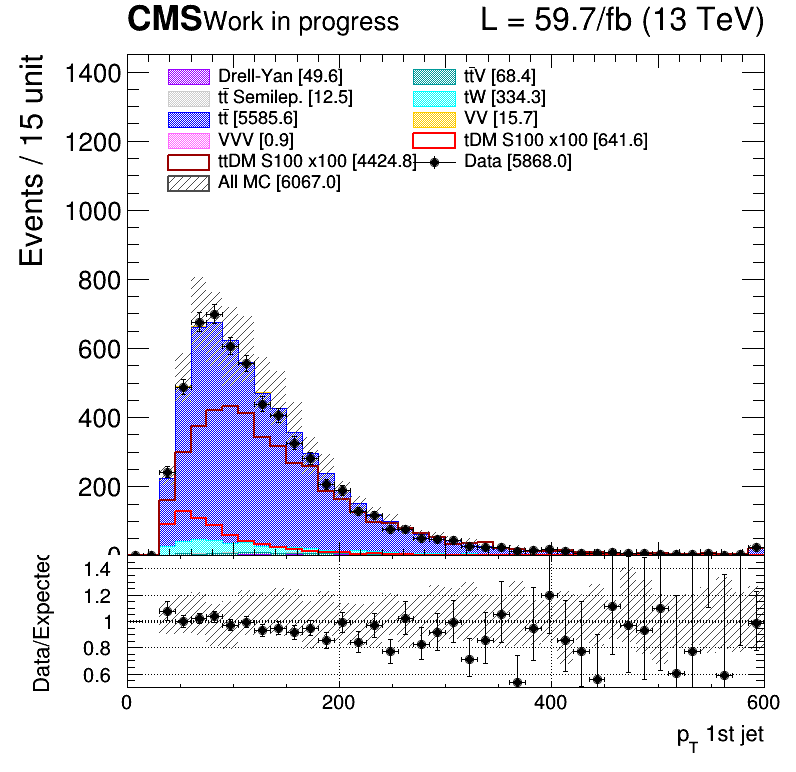 CMS Work in progress L = 59.7/fb (13 TeV)
Events / 15 unit
1400
1200
1000
800
600
400
200
0
Drell-Yan [49.6] tt̄V [68.4]
tt̄ Semilep. [12.5] tW [334.3]
tt̄ [5585.6] VV [15.7]
VVV [0.9] tDM S100 x100 [641.6]
ttDM S100 x100 [4424.8] Data [5868.0]
All MC [6067.0]
Data/Expected
1.4
1.2
1
0.8
0.6
0 200 400 600
p_T 1st jet